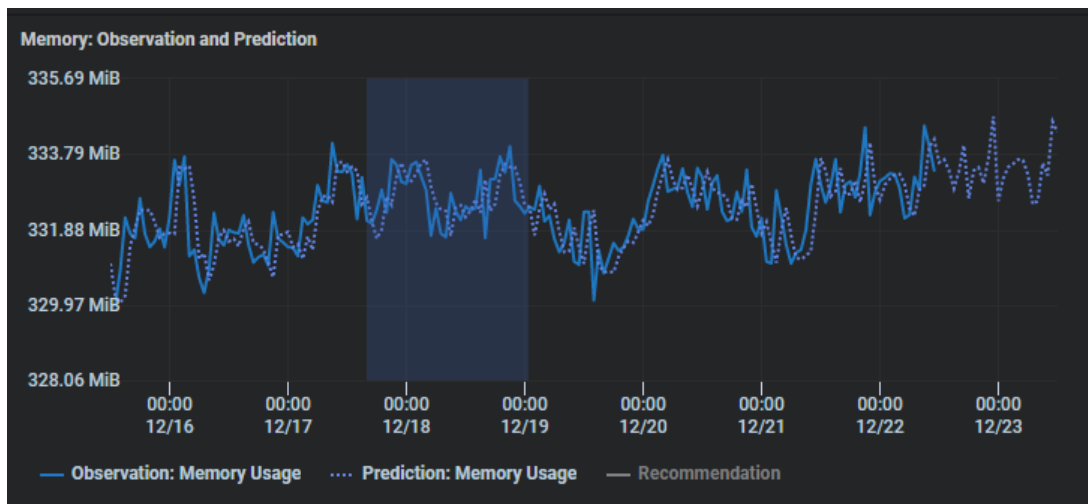 Memory: Observation and Prediction
335.69 MiB
333.79 MiB
331.88 MiB
329.97 MiB
328.06 MiB
00:00 00:00 00:00 00:00 00:00 00:00 00:00 00:00
12/16 12/17 12/18 12/19 12/20 12/21 12/22 12/23
Observation: Memory Usage Prediction: Memory Usage Recommendation